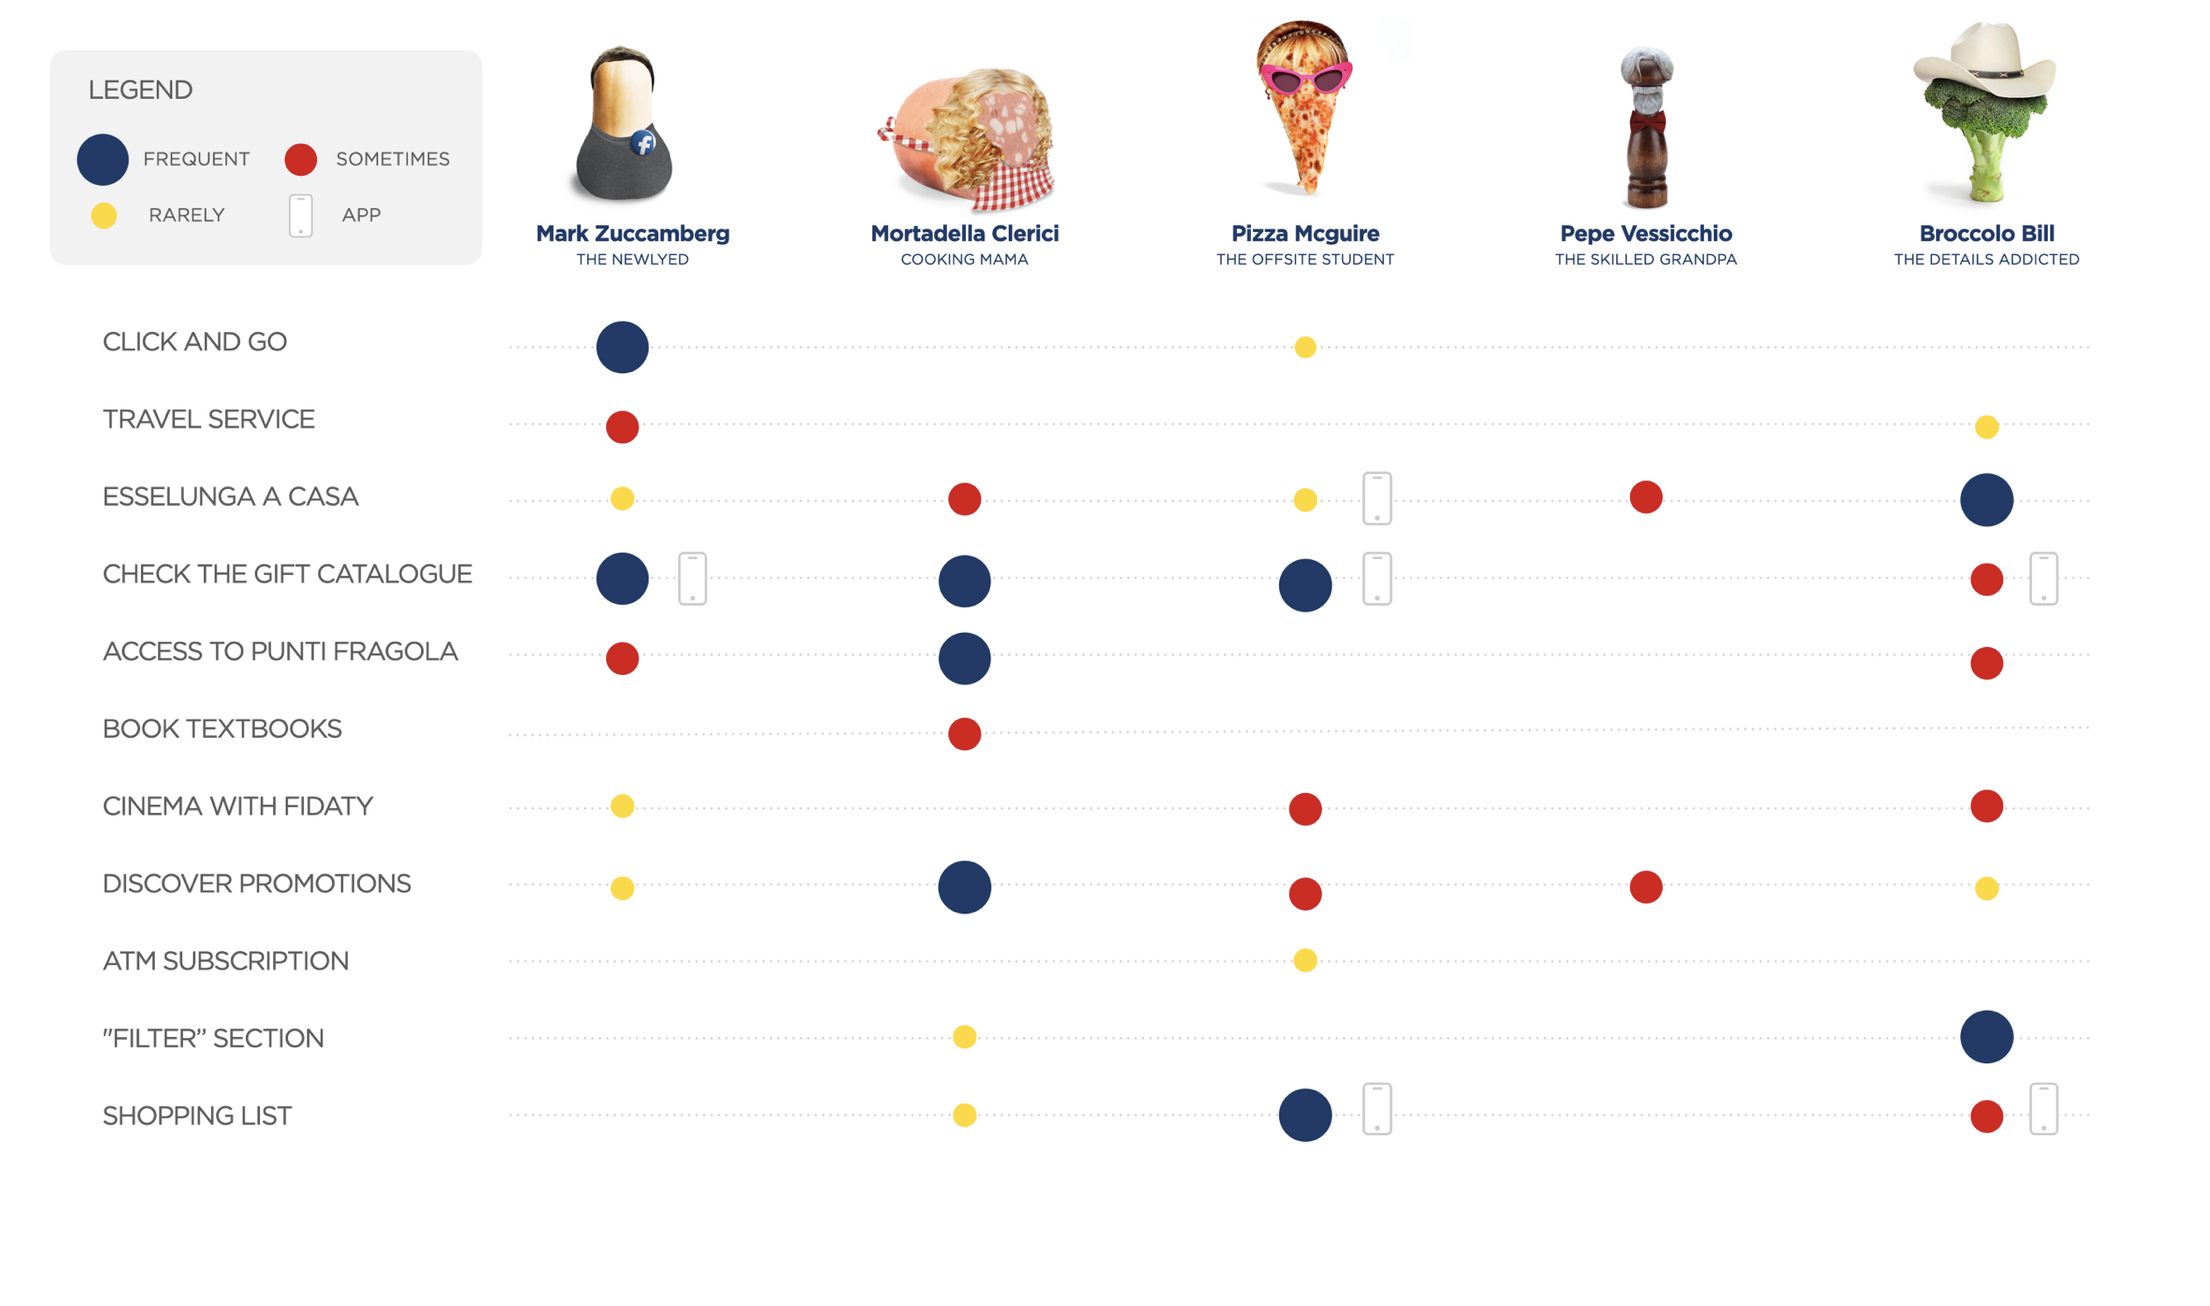 LEGEND
FREQUENT
SOMETIMES
RARELY
APP
f
Mark Zuccamberg
THE NEWLYED
Mortadella Clerici
COOKING MAMA
Pizza Mcguire
THE OFFSITE STUDENT
Pepe Vessicchio
THE SKILLED GRANDPA
Broccolo Bill
THE DETAILS ADDICTED
CLICK AND GO
TRAVEL SERVICE
ESSELUNGA A CASA
CHECK THE GIFT CATALOGUE
ACCESS TO PUNTI FRAGOLA
BOOK TEXTBOOKS
CINEMA WITH FIDATY
DISCOVER PROMOTIONS
ATM SUBSCRIPTION
"FILTER” SECTION
SHOPPING LIST